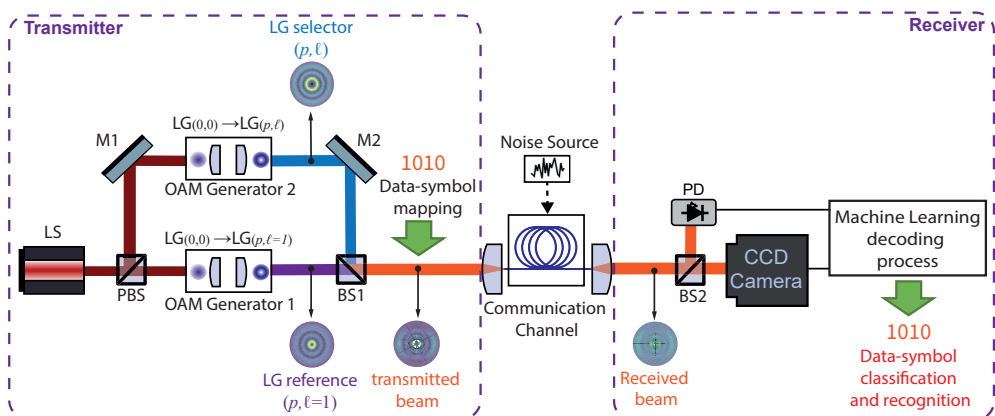 Transmitter
LG selector
(p,ℓ)
M1
LG(0,0)→LG(p,ℓ)
OAM Generator 2
M2
1010
Data-symbol
mapping
LS
PBS
LG(0,0)→LG(p,ℓ=1)
OAM Generator 1
BS1
LG reference
(p,ℓ=1)
transmitted
beam
Noise Source
Communication
Channel
Receiver
PD
BS2
CCD
Camera
Received
beam
Machine Learning
decoding
process
1010
Data-symbol
classification
and recognition